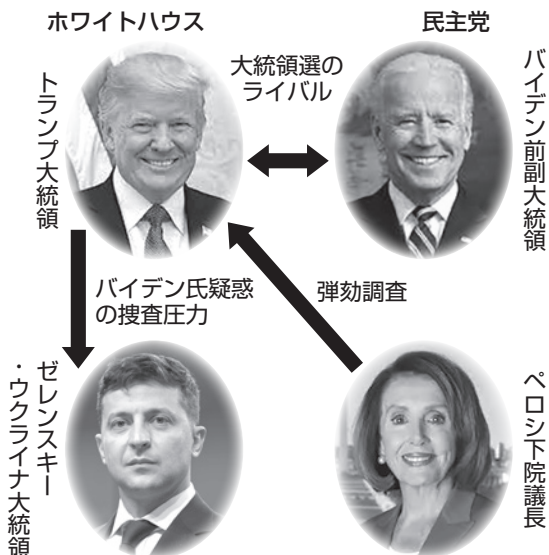 ホワイトハウス
民主党
トランプ大統領
大統領選の
ライバル
バイデン前副大統領
バイデン氏疑惑
の捜査圧力
弾劾調査
ゼレンスキー
・ウクライナ大統領
ペロシ下院議長